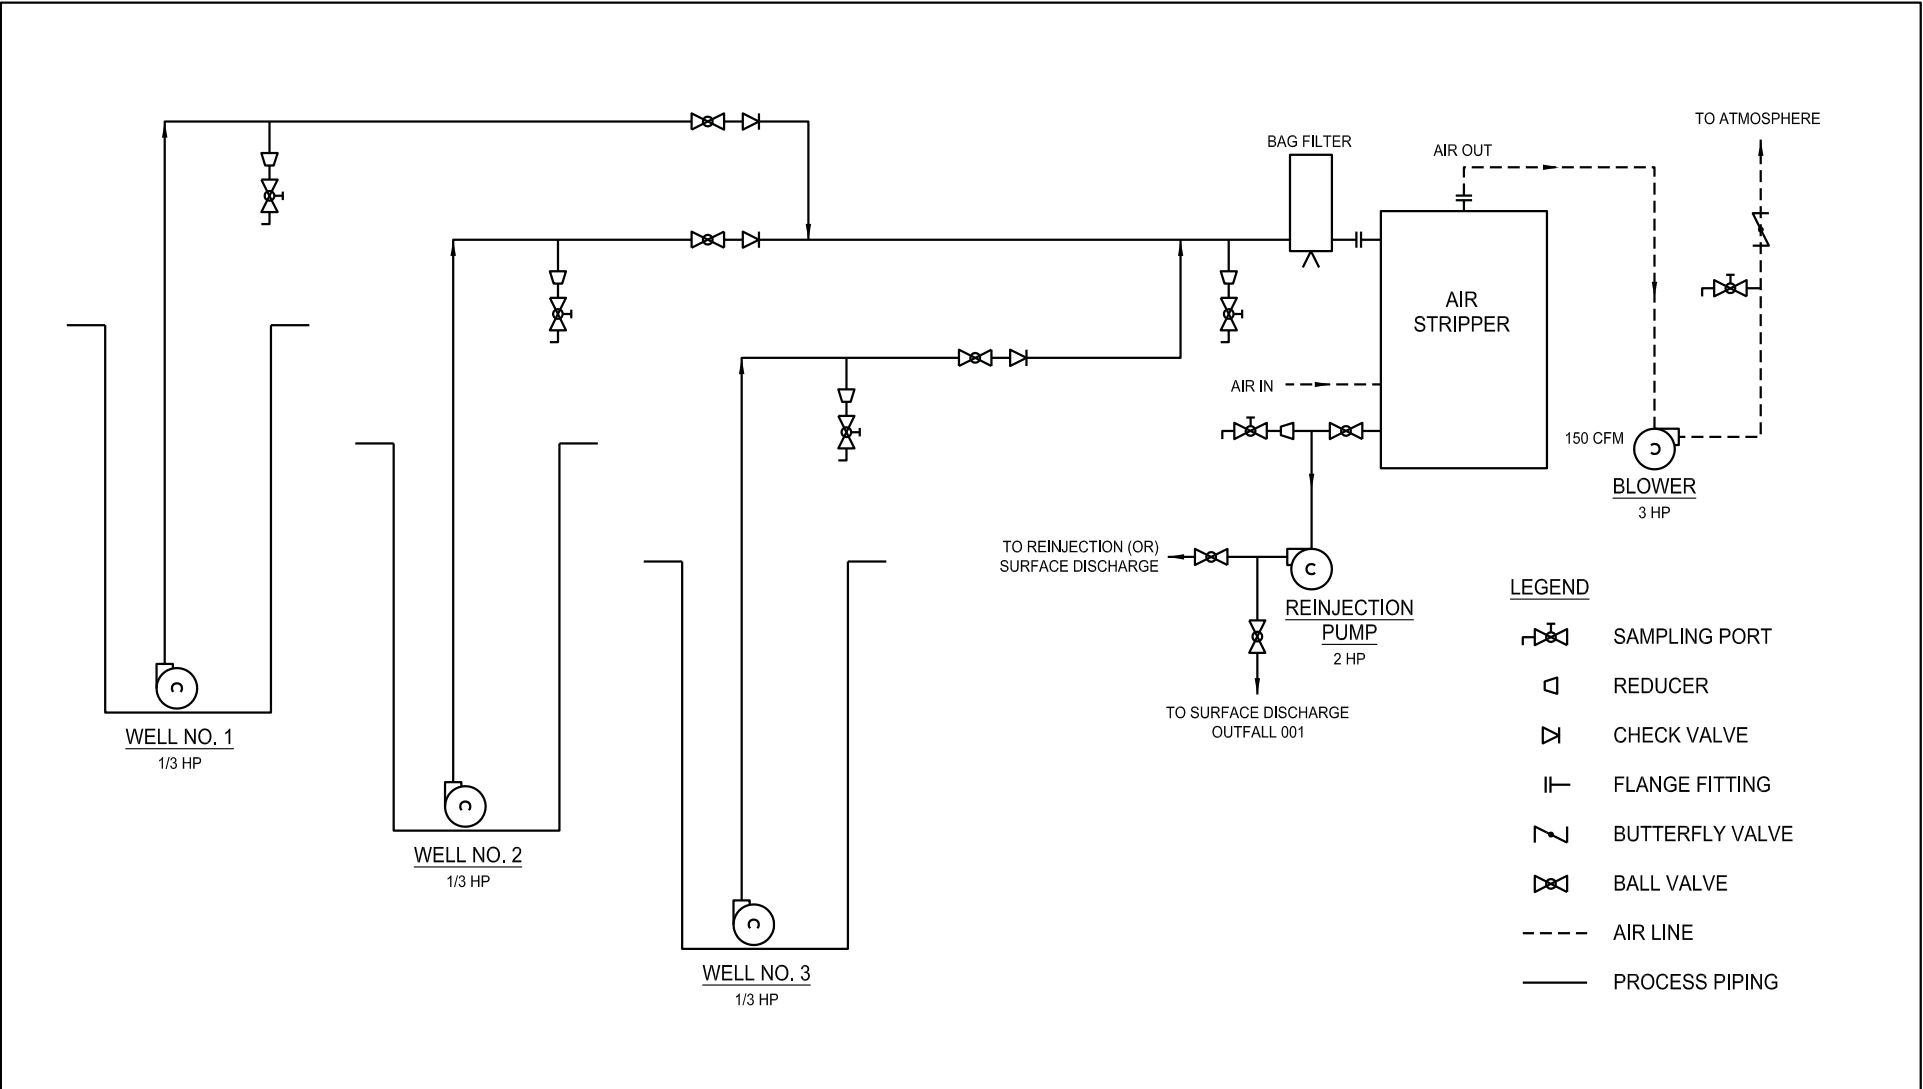 TO ATMOSPHERE
BAG FILTER
AIR OUT
AIR
STRIPPER
AIR IN
150 CFM
BLOWER
3 HP
TO REINJECTION (OR)
SURFACE DISCHARGE
REINJECTION
PUMP
2 HP
TO SURFACE DISCHARGE
OUTFALL 001
WELL NO. 1
1/3 HP
WELL NO. 2
1/3 HP
WELL NO. 3
1/3 HP
LEGEND
SAMPLING PORT
REDUCER
CHECK VALVE
FLANGE FITTING
BUTTERFLY VALVE
BALL VALVE
AIR LINE
PROCESS PIPING